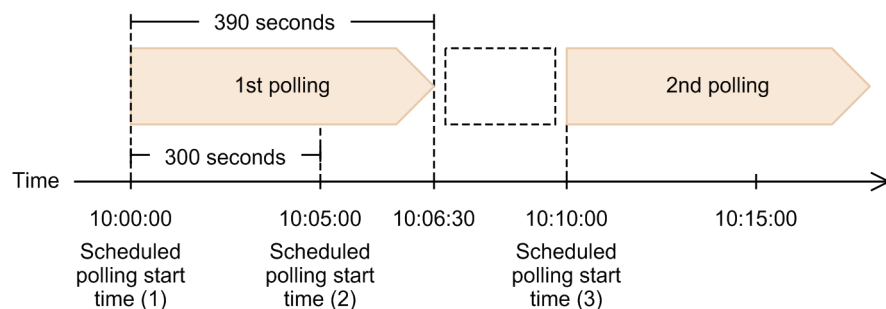 390 seconds
1st polling
2nd polling
300 seconds
Time
10:00:00
10:05:00
10:06:30
10:10:00
10:15:00
Scheduled
polling start
time (1)
Scheduled
polling start
time (2)
Scheduled
polling start
time (3)